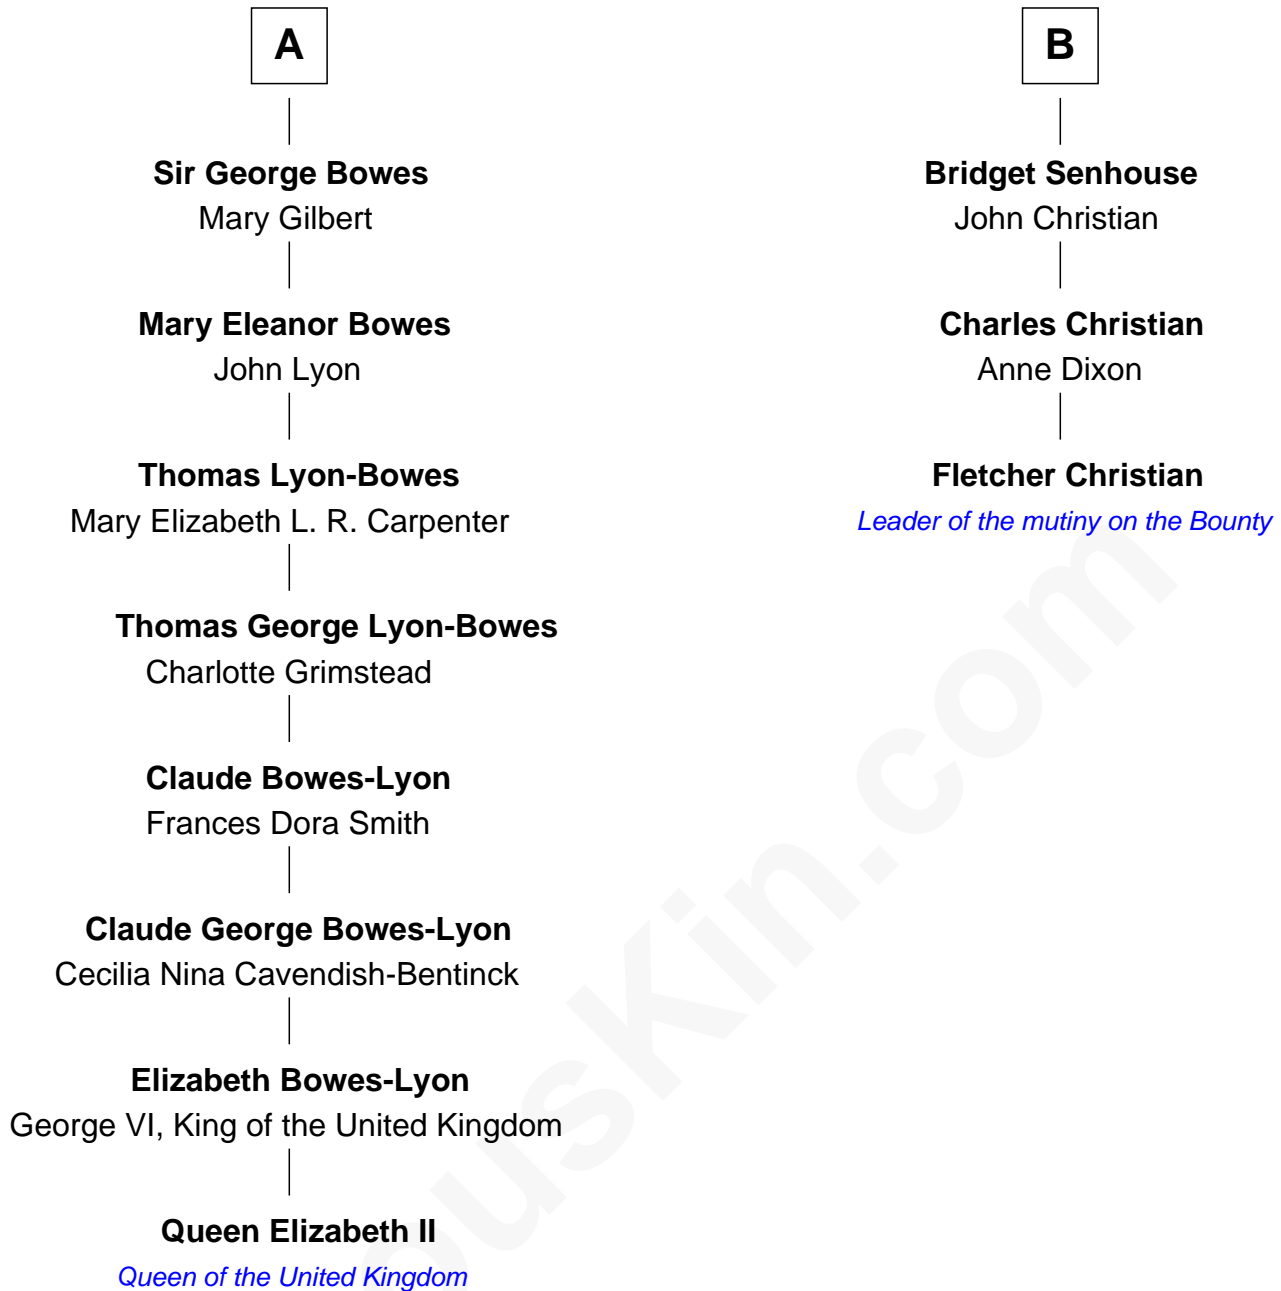 A
Sir George Bowes
Mary Gilbert
Mary Eleanor Bowes
John Lyon
Thomas Lyon-Bowes
Mary Elizabeth L. R. Carpenter
Thomas George Lyon-Bowes
Charlotte Grimstead
Claude Bowes-Lyon
Frances Dora Smith
Claude George Bowes-Lyon
Cecilia Nina Cavendish-Bentinck
Elizabeth Bowes-Lyon
George VI, King of the United Kingdom
Queen Elizabeth II
Queen of the United Kingdom
B
Bridget Senhouse
John Christian
Charles Christian
Anne Dixon
Fletcher Christian
Leader of the mutiny on the Bounty
ousKin.com